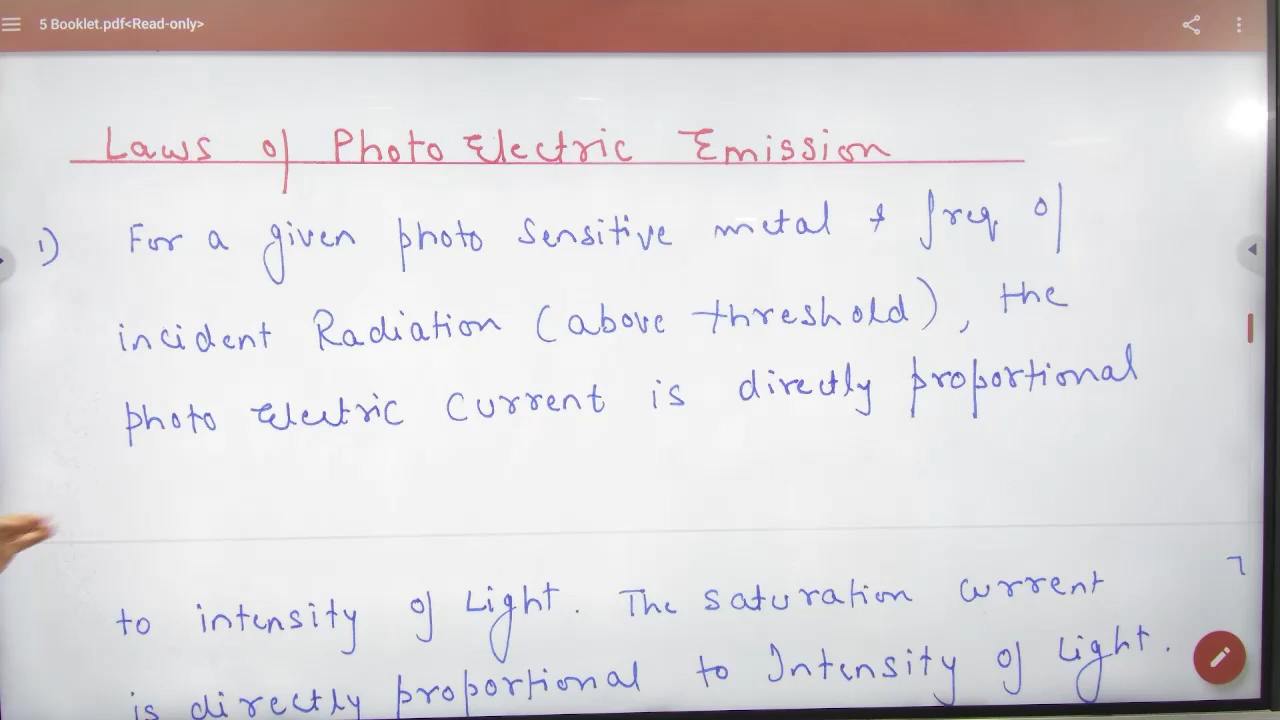 5 Booklet.pdf<Read-only>
Laws of Photo Electric Emission
1) For a given photo sensitive metal & freq of
incident Radiation (above threshold), the
photo Electric Current is directly proportional
7
to intensity of Light. The saturation current
is directly proportional to Intensity of Light.